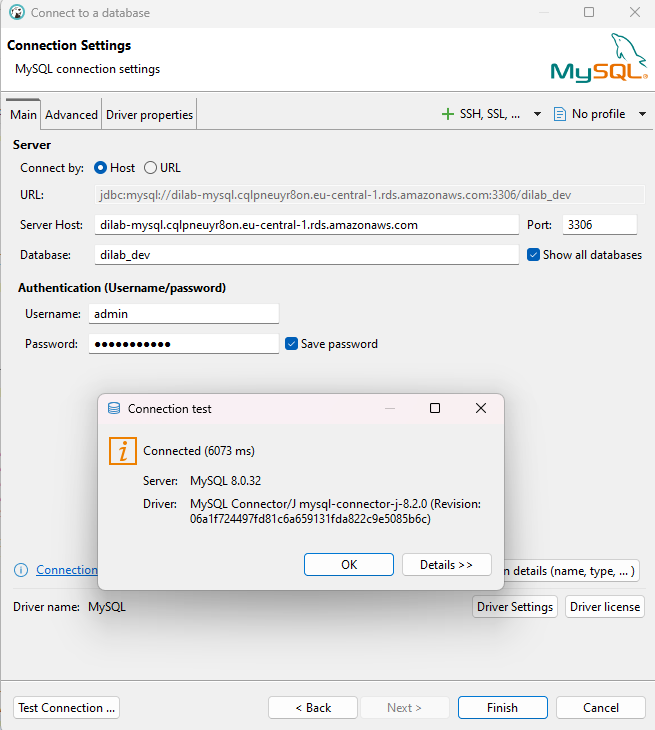 Connect to a database
Connection Settings
MySQL connection settings
MySQL®
Main Advanced Driver properties SSH, SSL, ... No profile
Server
Connect by: Host URL
URL: jdbc:mysql://dilab-mysql.cqlpneuyr8on.eu-central-1.rds.amazonaws.com:3306/dilab_dev
Server Host: dilab-mysql.cqlpneuyr8on.eu-central-1.rds.amazonaws.com Port: 3306
Database: dilab_dev Show all databases
Authentication (Username/password)
Username: admin
Password: ●●●●●●●●●●● Save password
Connection test
Connected (6073 ms)
Server: MySQL 8.0.32
Driver: MySQL Connector/J mysql-connector-j-8.2.0 (Revision:
06a1f724497fd81c6a659131fda822c9e5085b6c)
OK Details >>
Connection n details (name, type, ... )
Driver name: MySQL Driver Settings Driver license
Test Connection ... < Back Next > Finish Cancel